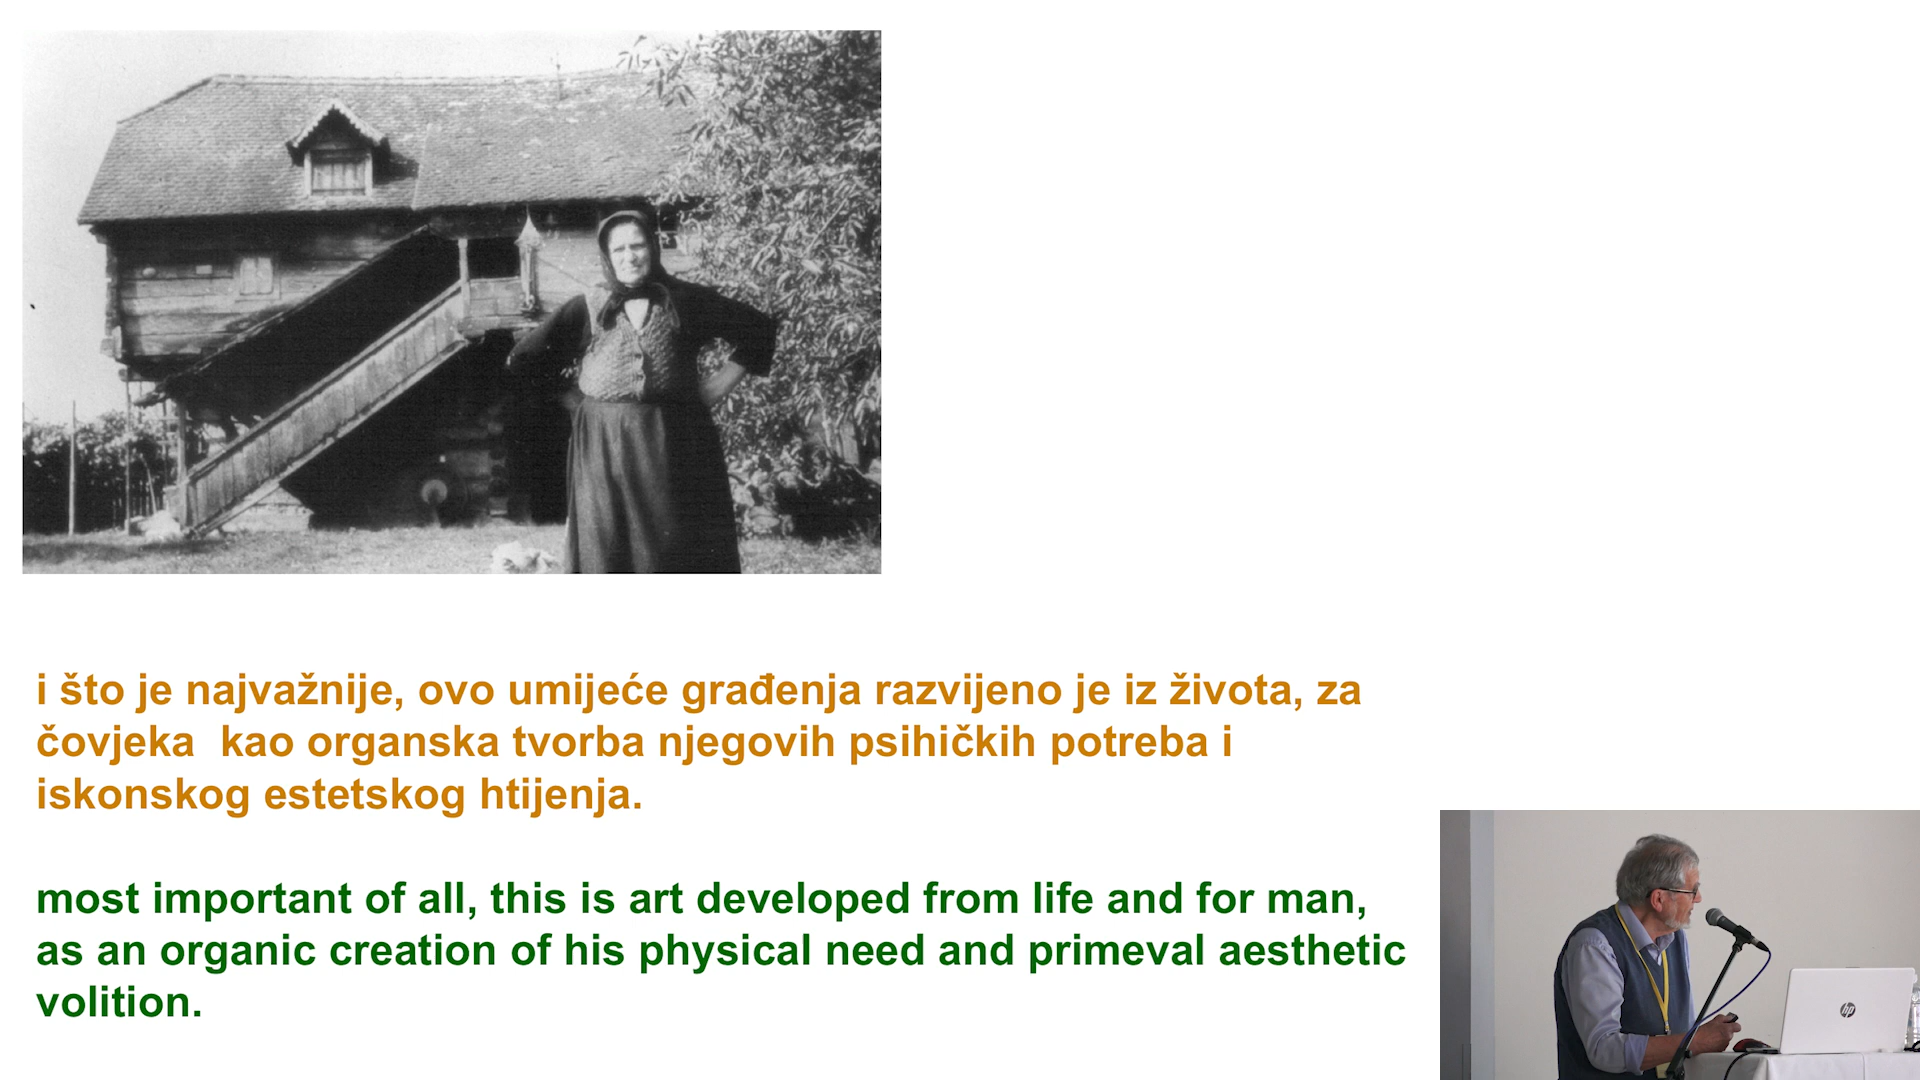 i što je najvažnije, ovo umijeće građenja razvijeno je iz života, za
čovjeka  kao organska tvorba njegovih psihičkih potreba i
iskonskog estetskog htijenja.
most important of all, this is art developed from life and for man,
as an organic creation of his physical need and primeval aesthetic
volition.
hp